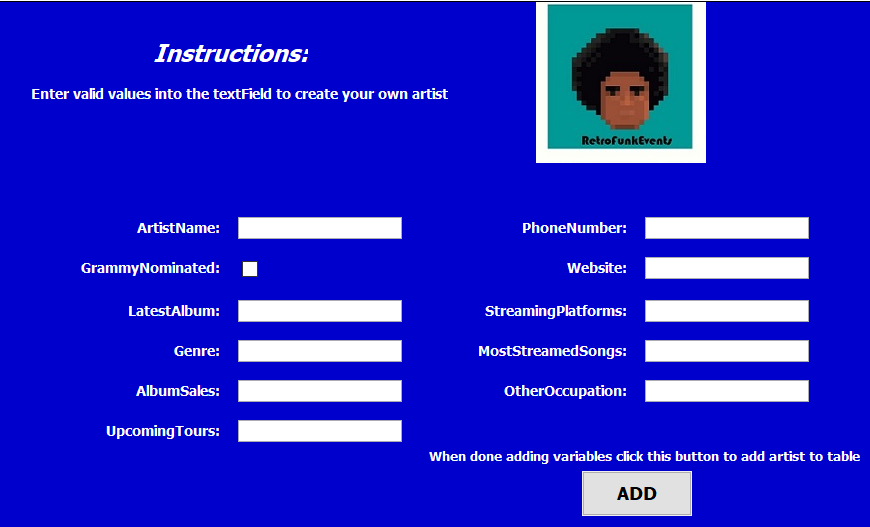 Instructions:
Enter valid values into the textField to create your own artist
RetroFunkEvents
ArtistName:
PhoneNumber:
GrammyNominated:
Website:
LatestAlbum:
StreamingPlatforms:
Genre:
MostStreamedSongs:
AlbumSales:
OtherOccupation:
UpcomingTours:
When done adding variables click this button to add artist to table
ADD